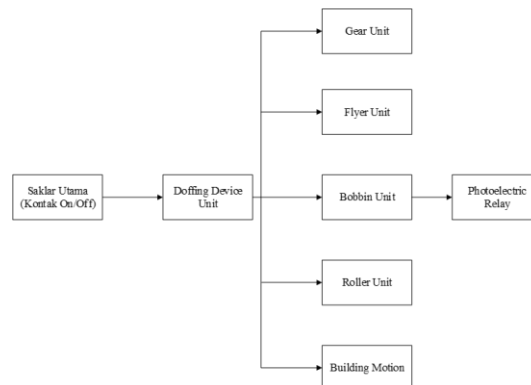 Gear Unit
Flyer Unit
Saklar Utama
(Kontak On/Off)
Doffing Device
Unit
Bobbin Unit
Photoelectric
Relay
Roller Unit
Building Motion